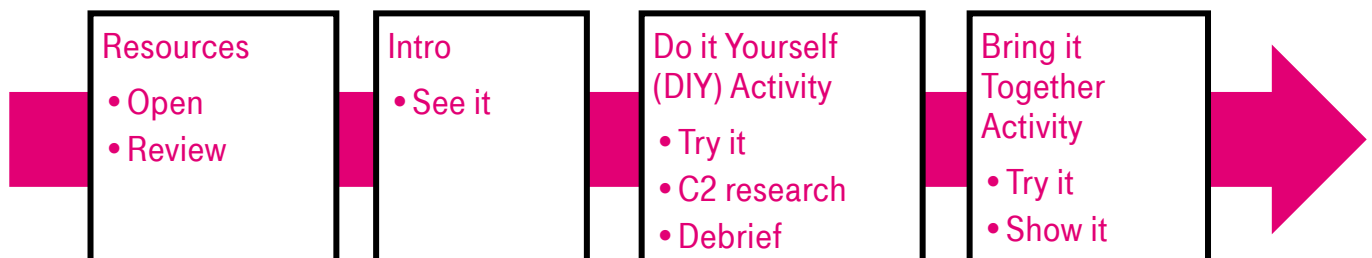 Resources
• Open
• Review
Intro
• See it
Do it Yourself
(DIY) Activity
• Try it
• C2 research
• Debrief
Bring it
Together
Activity
• Try it
• Show it